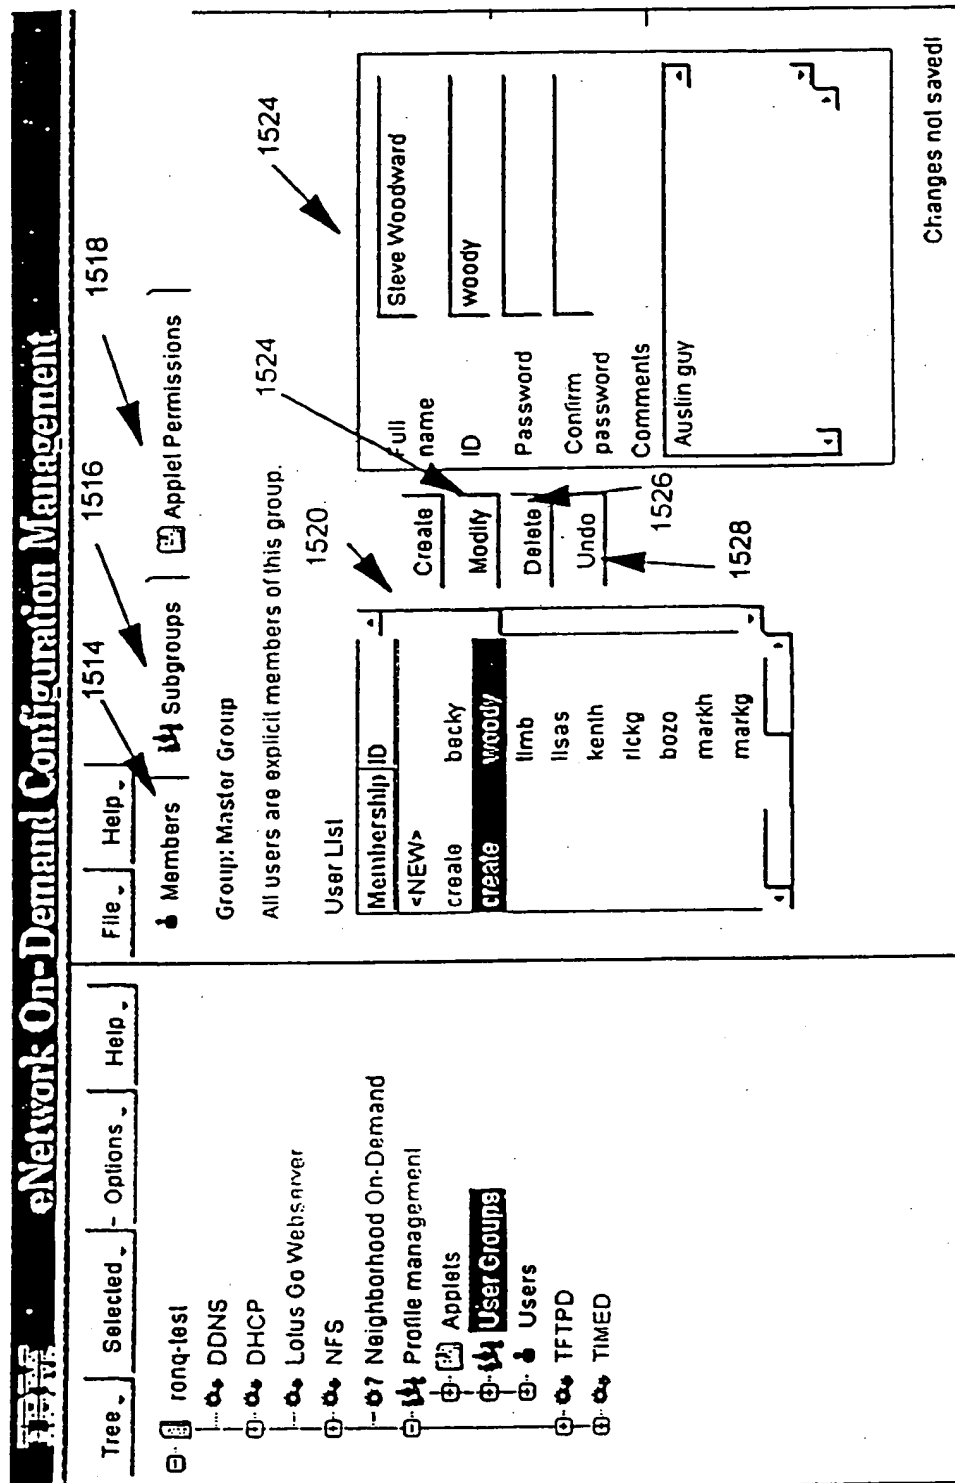 IBM eNetwork On-Demand Configuration Management
Tree Selected Options Help
ronq-test
DDNS
DHCP
Lotus Go Webserver
NFS
Neighborhood On-Demand
Profile management
Applets
User Groups
Users
TFTPD
TIMED
File Help
1514
1516
1518
Members Subgroups Applet Permissions
Group: Master Group
All users are explicit members of this group.
1520
1524
1524
User List
Membership ID
<NEW>
create becky
create woody
timb
lisas
kenth
rickg
bozo
markh
markg
Create
Modify
Delete
Undo
1526
1528
Full name Steve Woodward
ID woody
Password
Confirm password
Comments
Austin guy
Changes not saved!